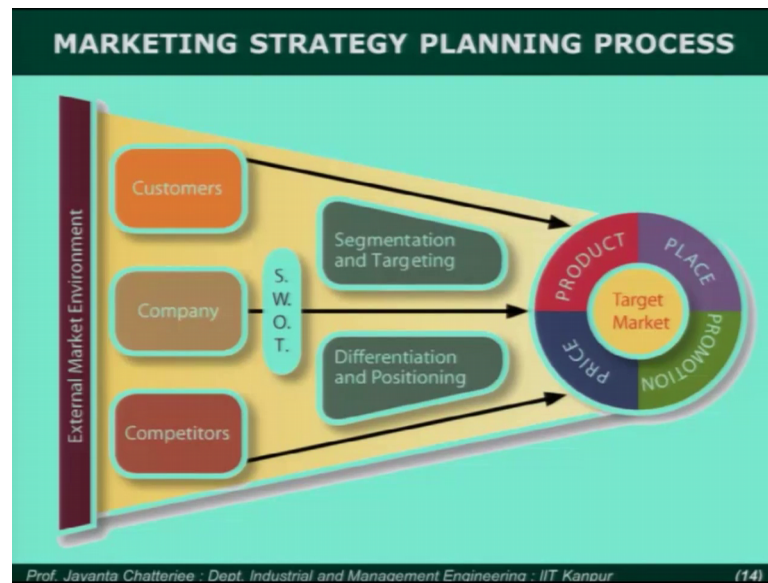 MARKETING STRATEGY PLANNING PROCESS
External Market Environment
Customers
Company
Competitors
S.
W.
O.
T.
Segmentation
and Targeting
Differentiation
and Positioning
PRODUCT
PLACE
PRICE
PROMOTION
Target
Market
Prof. Jayanta Chatterjee : Dept. Industrial and Management Engineering : IIT Kanpur (14)